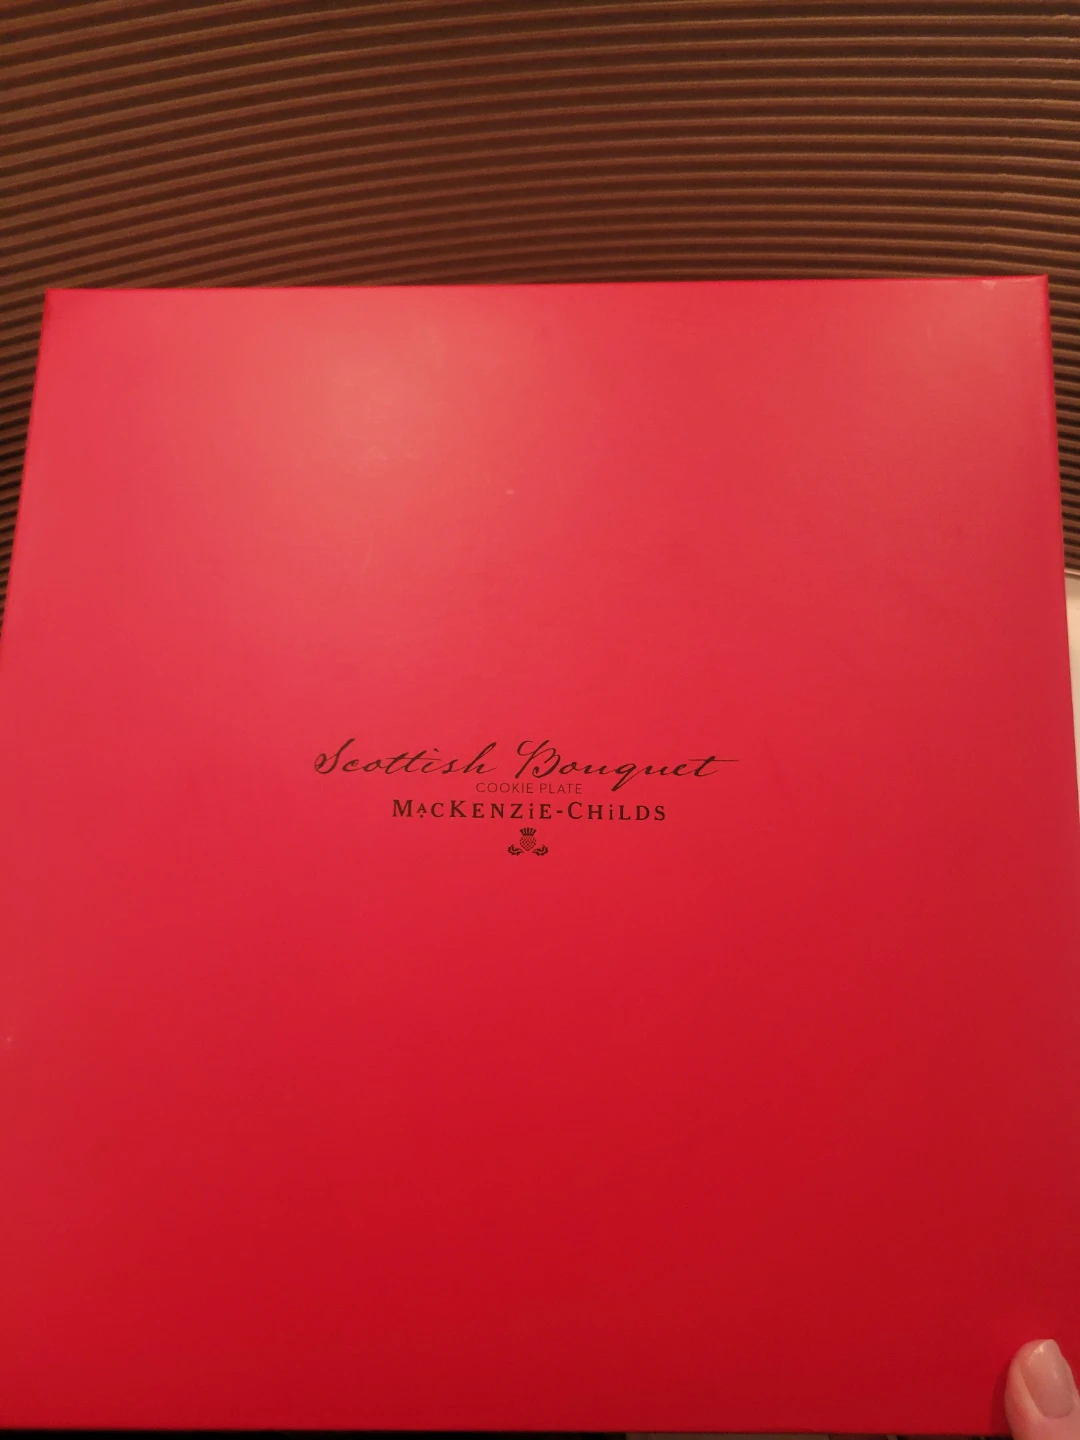 Scottish Bouquet
COOKIE PLATE
MACKENZiE-CHiLDS